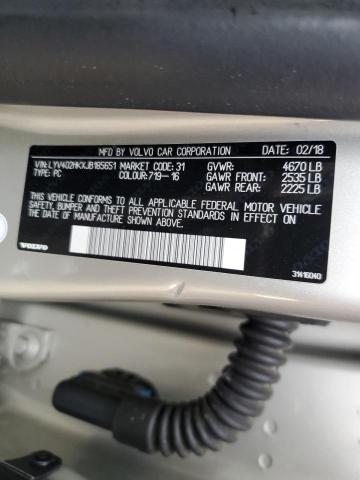 MFD BY VOLVO CAR CORPORATION DATE: 02/18
VIN: LYV402HKXJB185651 MARKET CODE: 31 GVWR: 4670 LB
TYPE: PC COLOUR: 719-16 GAWR FRONT: 2535 LB
GAWR REAR: 2225 LB
THIS VEHICLE CONFORMS TO ALL APPLICABLE FEDERAL MOTOR VEHICLE
SAFETY, BUMPER AND THEFT PREVENTION STANDARDS IN EFFECT ON THE
DATE OF MANUFACTURE SHOWN ABOVE.
VOLVO 31416040